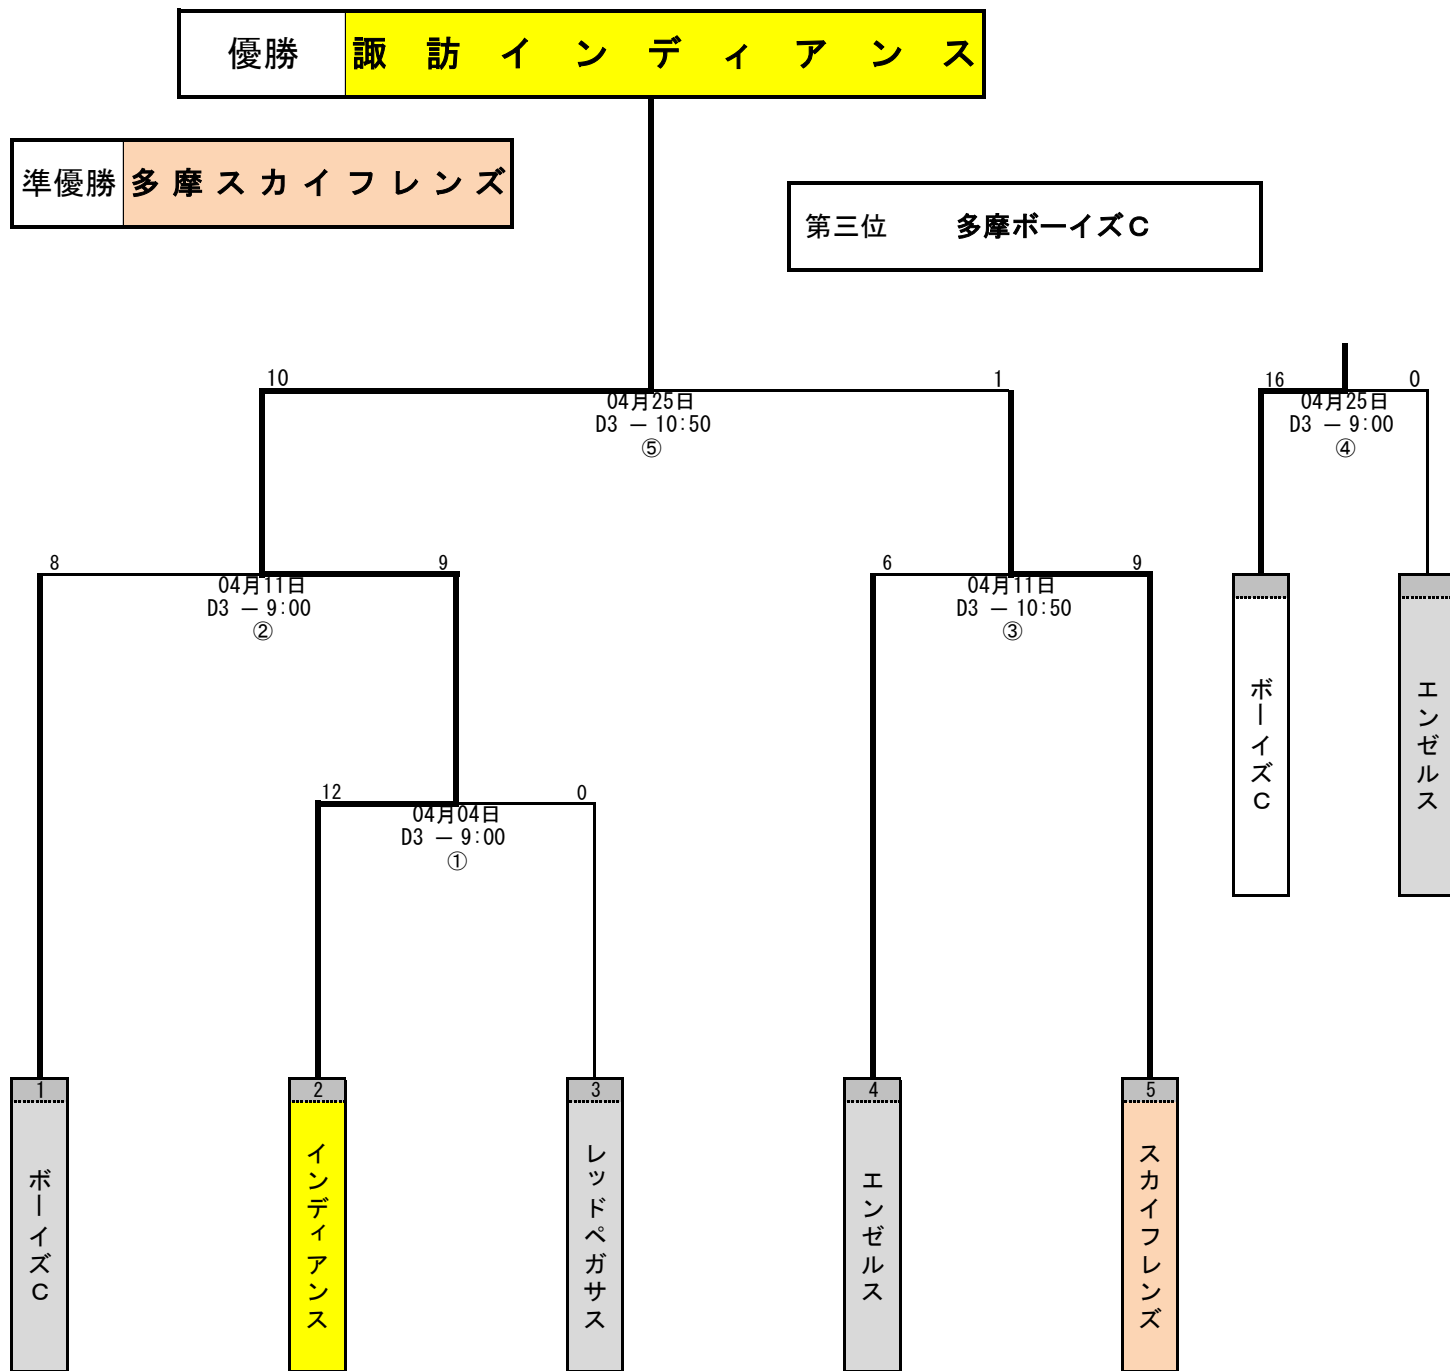 優勝 諏訪インディアンス
準優勝 多摩スカイフレンズ
第三位 多摩ボーイズC
10 1
04月25日
D3 － 10:50
⑤
16 0
04月25日
D3 － 9:00
④
8 9
04月11日
D3 － 9:00
②
6 9
04月11日
D3 － 10:50
③
ボーイズC
エンゼルス
12 0
04月04日
D3 － 9:00
①
1
ボーイズC
2
インディアンス
3
レッドペガサス
4
エンゼルス
5
スカイフレンズ